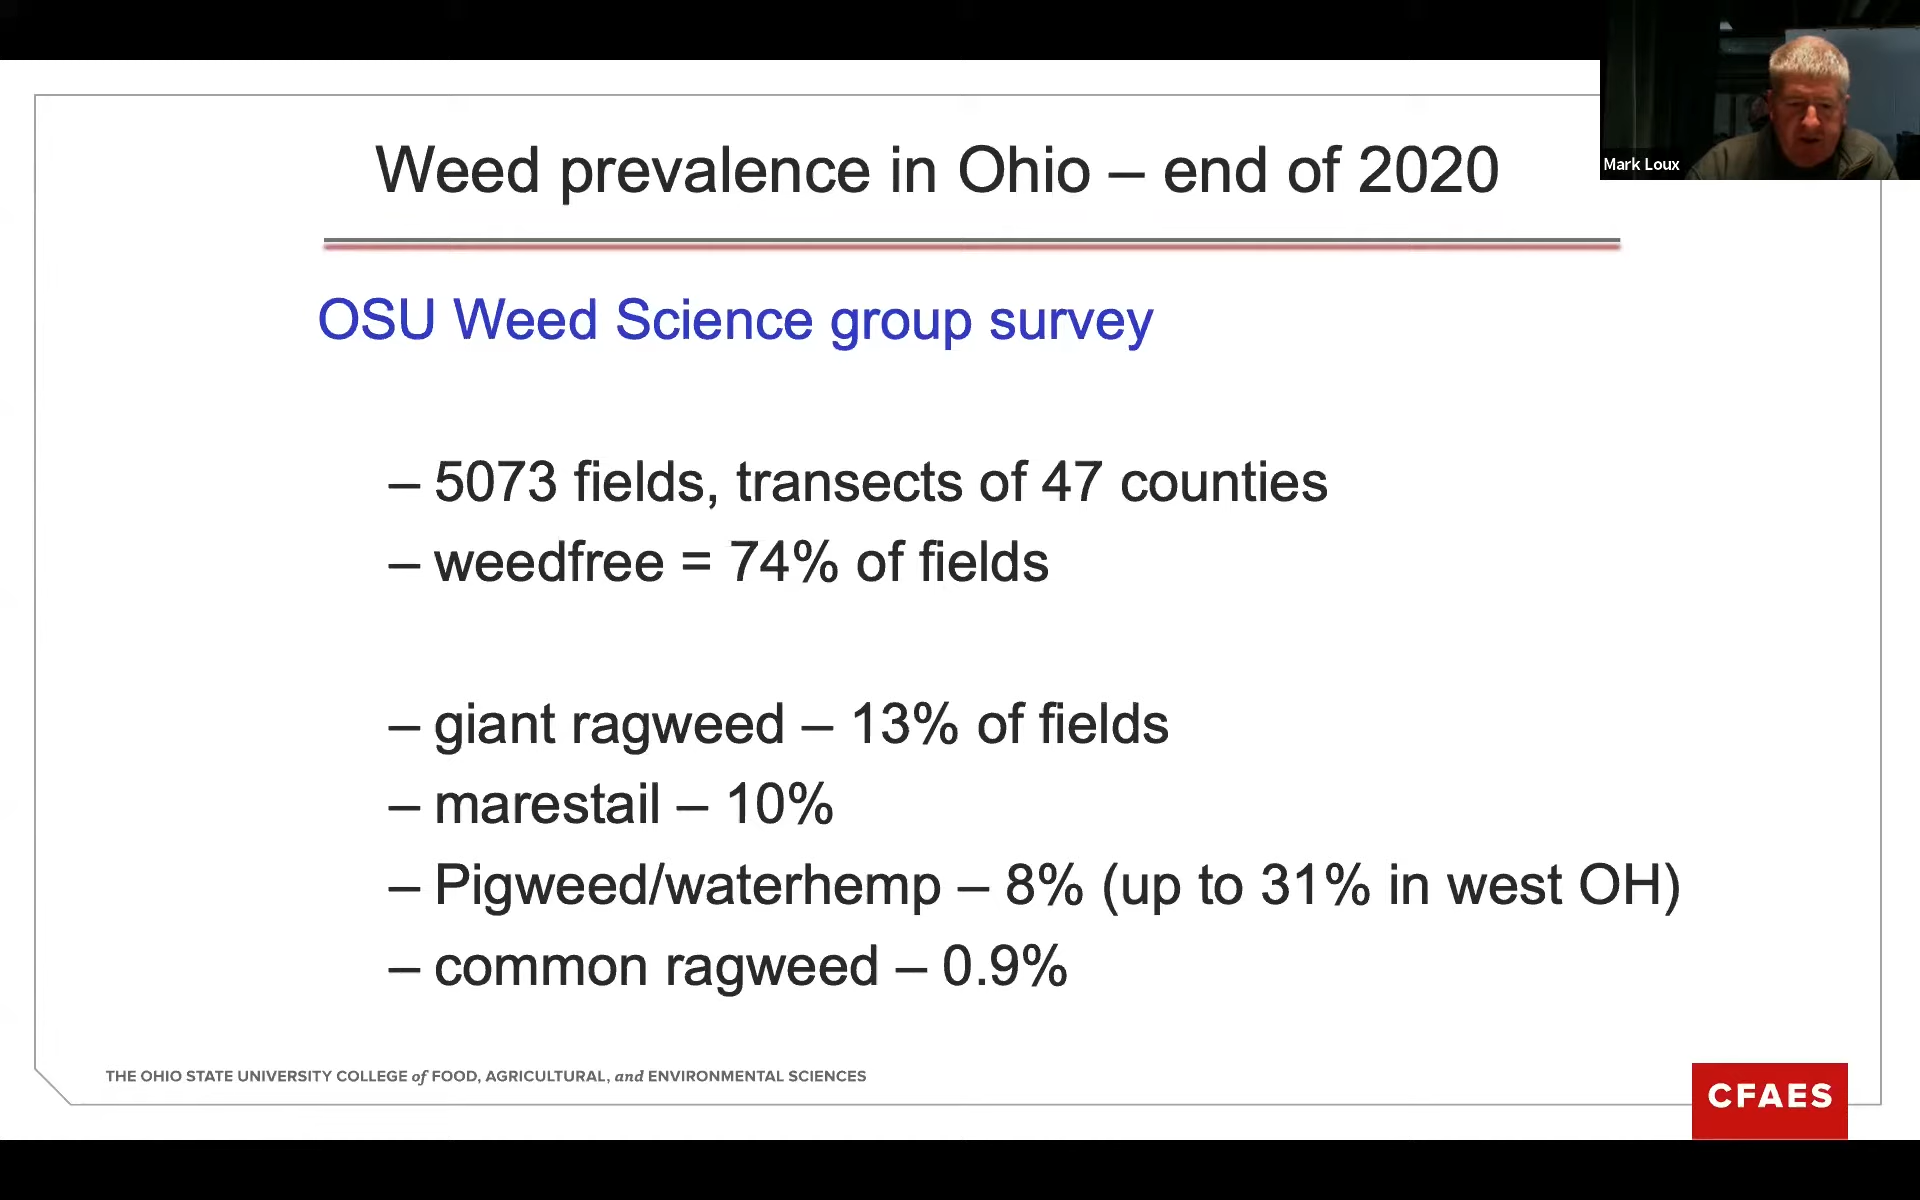 Mark Loux
Weed prevalence in Ohio – end of 2020
OSU Weed Science group survey
– 5073 fields, transects of 47 counties
– weedfree = 74% of fields
– giant ragweed – 13% of fields
– marestail – 10%
– Pigweed/waterhemp – 8% (up to 31% in west OH)
– common ragweed – 0.9%
THE OHIO STATE UNIVERSITY COLLEGE of FOOD, AGRICULTURAL, and ENVIRONMENTAL SCIENCES
CFAES